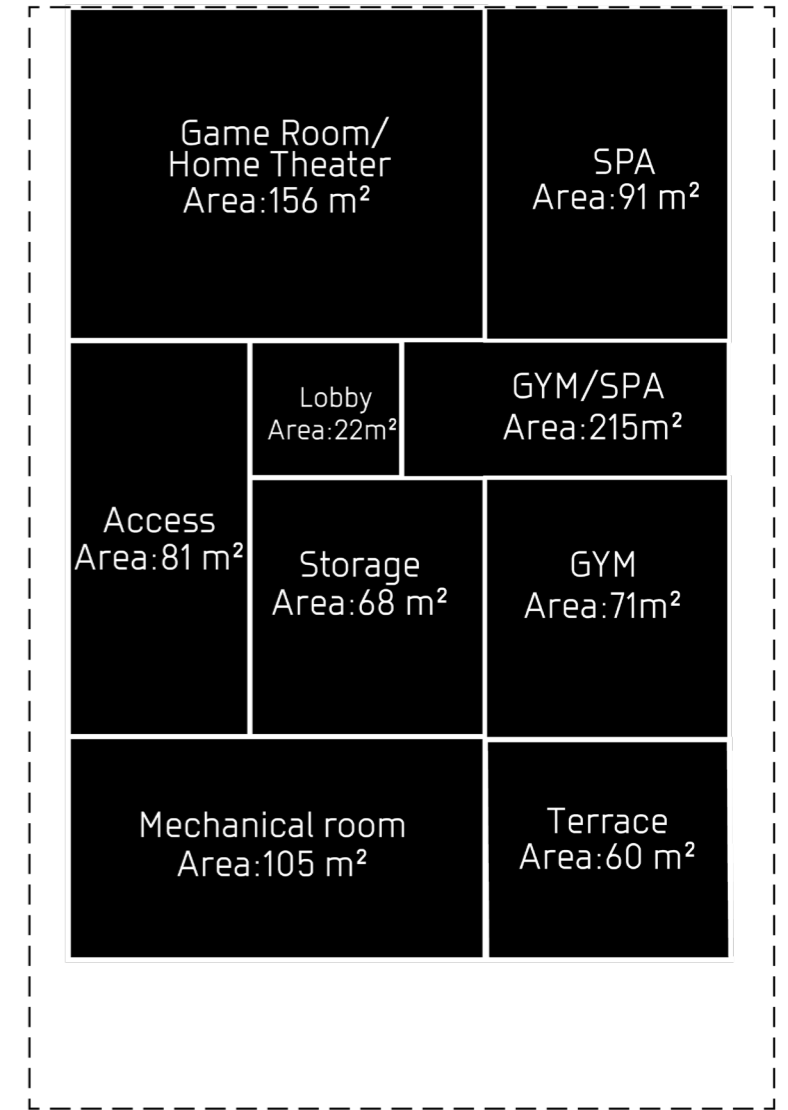 Game Room/
Home Theater
Area:156 m²
SPA
Area:91 m²
Lobby
Area:22m²
GYM/SPA
Area:215m²
Access
Area:81 m²
Storage
Area:68 m²
GYM
Area:71m²
Mechanical room
Area:105 m²
Terrace
Area:60 m²